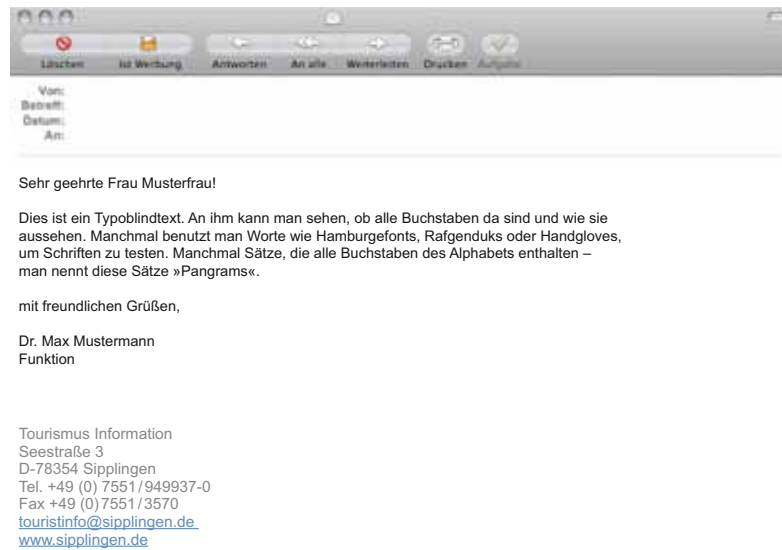 Löschen Ist Werbung Antworten An alle Weiterleiten Drucken Aufgabe
Von:
Betreff:
Datum:
An:
Sehr geehrte Frau Musterfrau!
Dies ist ein Typoblindtext. An ihm kann man sehen, ob alle Buchstaben da sind und wie sie
aussehen. Manchmal benutzt man Worte wie Hamburgefonts, Rafgenduks oder Handgloves,
um Schriften zu testen. Manchmal Sätze, die alle Buchstaben des Alphabets enthalten –
man nennt diese Sätze »Pangrams«.
mit freundlichen Grüßen,
Dr. Max Mustermann
Funktion
Tourismus Information
Seestraße 3
D-78354 Sipplingen
Tel. +49 (0) 7551/949937-0
Fax +49 (0) 7551/3570
touristinfo@sipplingen.de
www.sipplingen.de